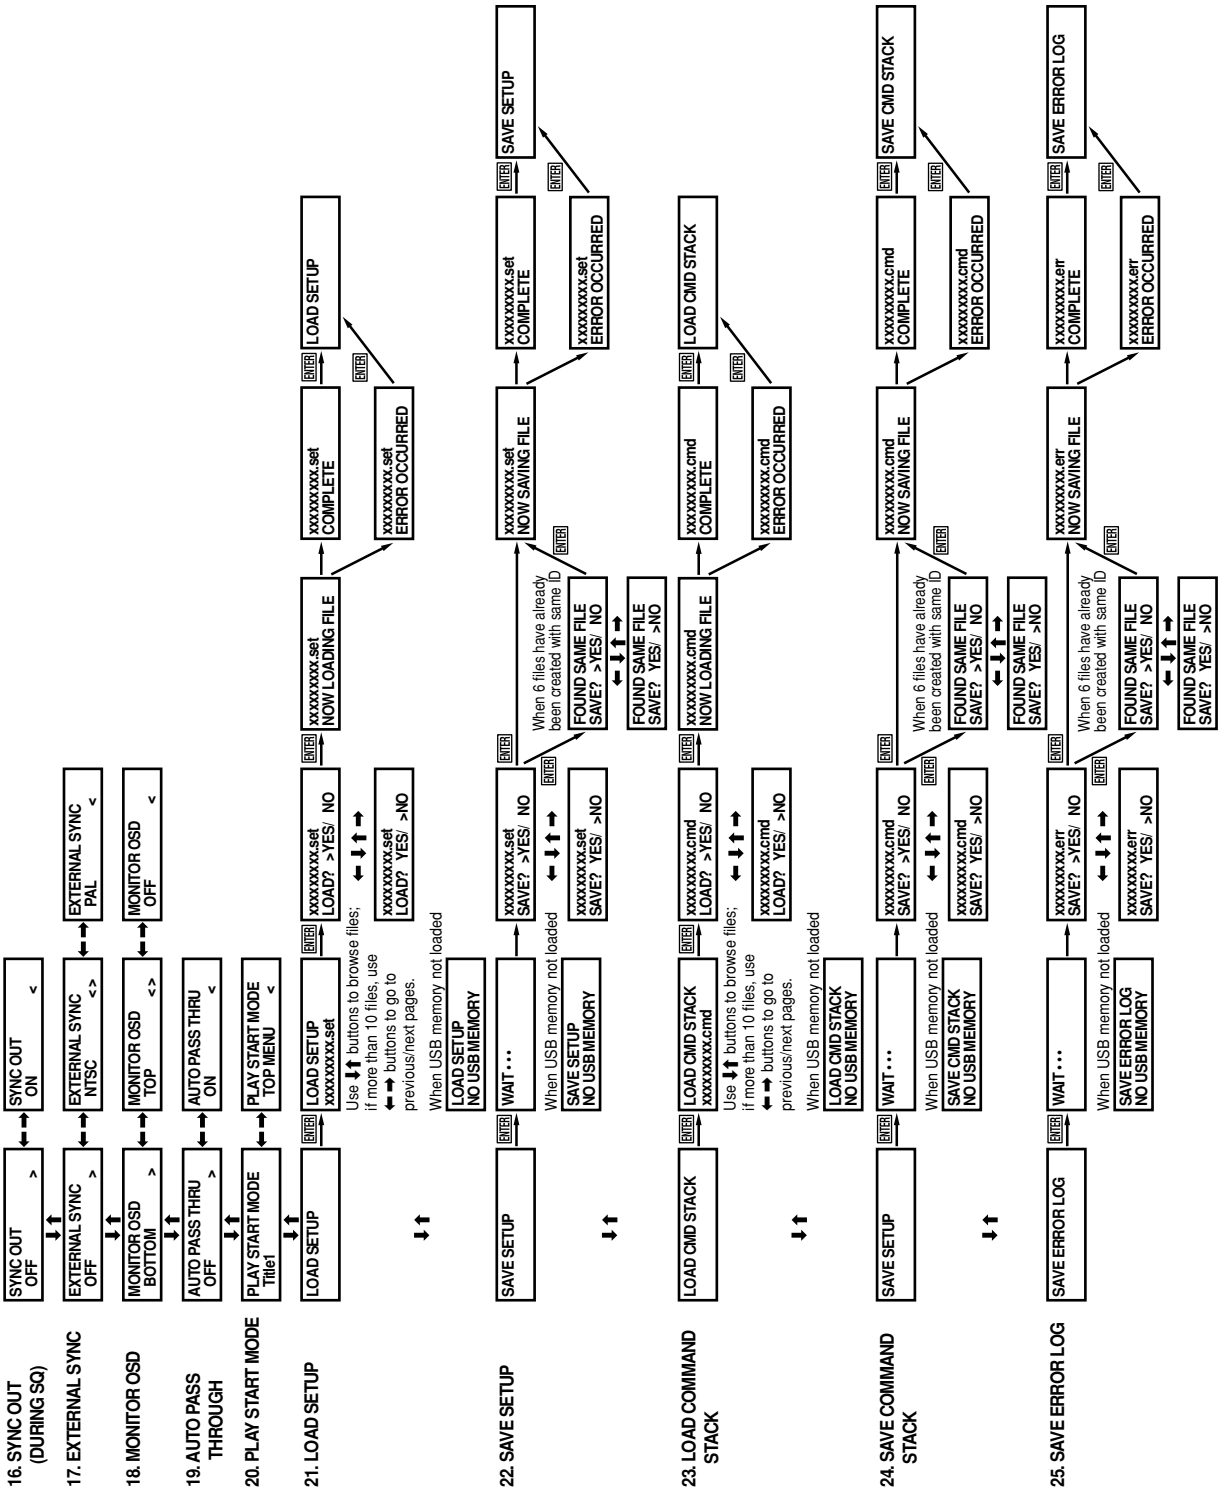 16. SYNC OUT
(DURING SQ)
SYNC OUT
OFF >
SYNC OUT
ON <
17. EXTERNAL SYNC
EXTERNAL SYNC
OFF >
EXTERNAL SYNC
NTSC <>
EXTERNAL SYNC
PAL <
18. MONITOR OSD
MONITOR OSD
BOTTOM >
MONITOR OSD
TOP <>
MONITOR OSD
OFF <
19. AUTO PASS
THROUGH
AUTO PASS THRU
OFF >
AUTO PASS THRU
ON <
20. PLAY START MODE
PLAY START MODE
Title1
PLAY START MODE
TOP MENU <
21. LOAD SETUP
LOAD SETUP
ENTER
LOAD SETUP
xxxxxxxxx.set
Use ⬇⬆ buttons to browse files;
if more than 10 files, use
⬅➡ buttons to go to
previous/next pages.
When USB memory not loaded
LOAD SETUP
NO USB MEMORY
ENTER
xxxxxxxxx.set
LOAD? >YES/ NO
xxxxxxxxx.set
LOAD? YES/ >NO
ENTER
xxxxxxxxx.set
NOW LOADING FILE
xxxxxxxxx.set
COMPLETE
xxxxxxxxx.set
ERROR OCCURRED
ENTER
ENTER
LOAD SETUP
22. SAVE SETUP
SAVE SETUP
ENTER
WAIT • • •
When USB memory not loaded
SAVE SETUP
NO USB MEMORY
xxxxxxxxx.set
SAVE? >YES/ NO
xxxxxxxxx.set
SAVE? YES/ >NO
ENTER
ENTER
When 6 files have already
been created with same ID
FOUND SAME FILE
SAVE? >YES/ NO
FOUND SAME FILE
SAVE? YES/ >NO
ENTER
xxxxxxxxx.set
NOW SAVING FILE
xxxxxxxxx.set
COMPLETE
xxxxxxxxx.set
ERROR OCCURRED
ENTER
ENTER
SAVE SETUP
23. LOAD COMMAND
STACK
LOAD CMD STACK
ENTER
LOAD CMD STACK
xxxxxxxxx.cmd
Use ⬇⬆ buttons to browse files;
if more than 10 files, use
⬅➡ buttons to go to
previous/next pages.
When USB memory not loaded
LOAD CMD STACK
NO USB MEMORY
ENTER
xxxxxxxxx.cmd
LOAD? >YES/ NO
xxxxxxxxx.cmd
LOAD? YES/ >NO
ENTER
xxxxxxxxx.cmd
NOW LOADING FILE
xxxxxxxxx.cmd
COMPLETE
xxxxxxxxx.cmd
ERROR OCCURRED
ENTER
ENTER
LOAD CMD STACK
24. SAVE COMMAND
STACK
SAVE SETUP
ENTER
WAIT • • •
When USB memory not loaded
SAVE CMD STACK
NO USB MEMORY
xxxxxxxxx.cmd
SAVE? >YES/ NO
xxxxxxxxx.cmd
SAVE? YES/ >NO
ENTER
ENTER
When 6 files have already
been created with same ID
FOUND SAME FILE
SAVE? >YES/ NO
FOUND SAME FILE
SAVE? YES/ >NO
ENTER
xxxxxxxxx.cmd
NOW SAVING FILE
xxxxxxxxx.cmd
COMPLETE
xxxxxxxxx.cmd
ERROR OCCURRED
ENTER
ENTER
SAVE CMD STACK
25. SAVE ERROR LOG
SAVE ERROR LOG
ENTER
WAIT • • •
When USB memory not loaded
SAVE ERROR LOG
NO USB MEMORY
xxxxxxxxx.err
SAVE? >YES/ NO
xxxxxxxxx.err
SAVE? YES/ >NO
ENTER
ENTER
When 6 files have already
been created with same ID
FOUND SAME FILE
SAVE? >YES/ NO
FOUND SAME FILE
SAVE? YES/ >NO
ENTER
xxxxxxxxx.err
NOW SAVING FILE
xxxxxxxxx.err
COMPLETE
xxxxxxxxx.err
ERROR OCCURRED
ENTER
ENTER
SAVE ERROR LOG